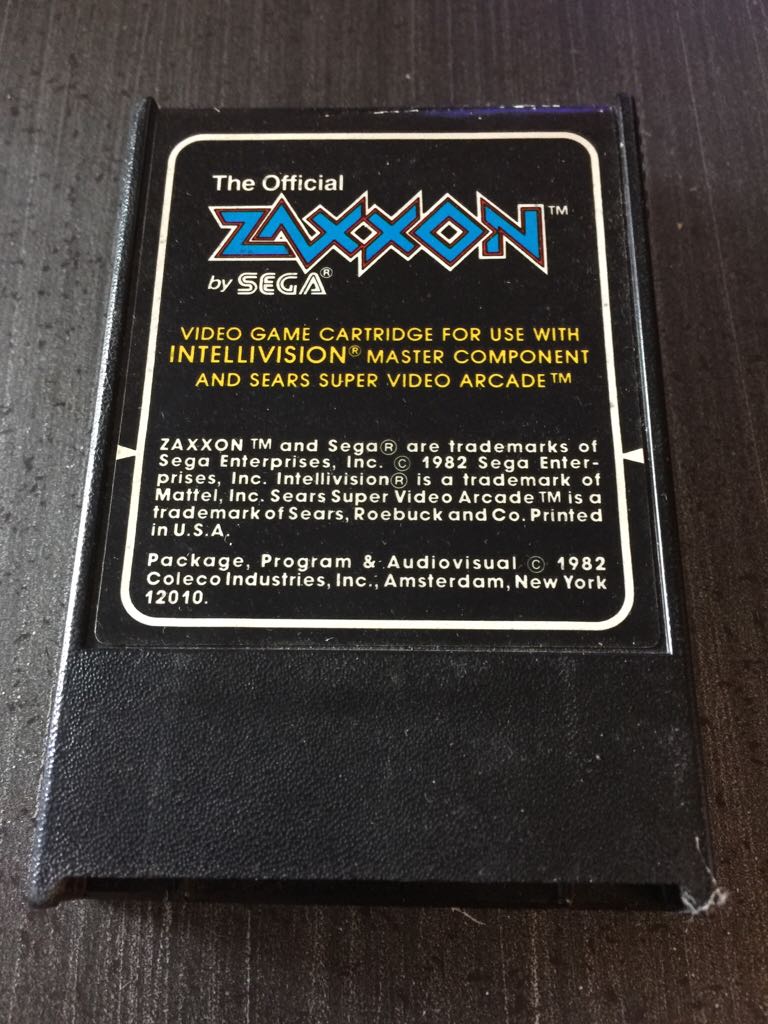 The Official
ZAXXON™
by SEGA®
VIDEO GAME CARTRIDGE FOR USE WITH
INTELLIVISION® MASTER COMPONENT
AND SEARS SUPER VIDEO ARCADE™
ZAXXON™ and Sega® are trademarks of
Sega Enterprises, Inc. © 1982 Sega Enter-
prises, Inc. Intellivision® is a trademark of
Mattel, Inc. Sears Super Video Arcade™ is a
trademark of Sears, Roebuck and Co. Printed
in U.S.A.
Package, Program & Audiovisual © 1982
Coleco Industries, Inc., Amsterdam, New York
12010.